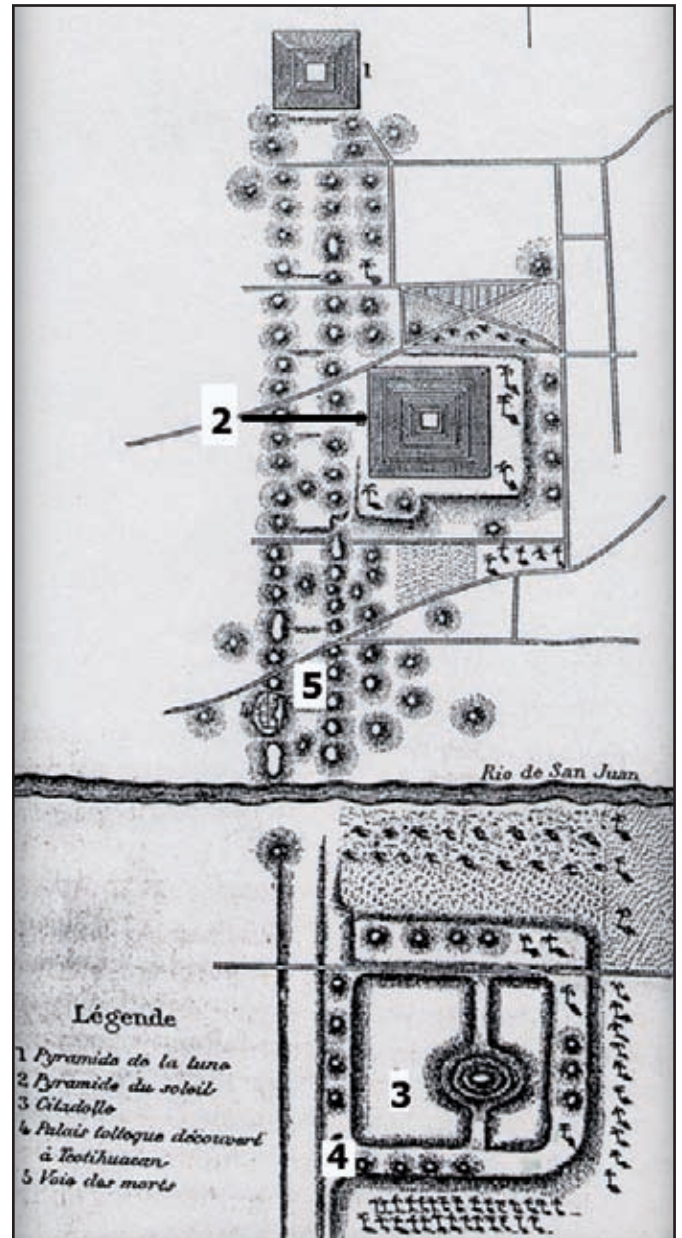 1
2
5
Rio de San Juan
3
4
Légende
1 Pyramide de la lune
2 Pyramide du soleil
3 Citadelle
4 Palais tolteque découvert
à Teotihuacan
5 Voie des morts